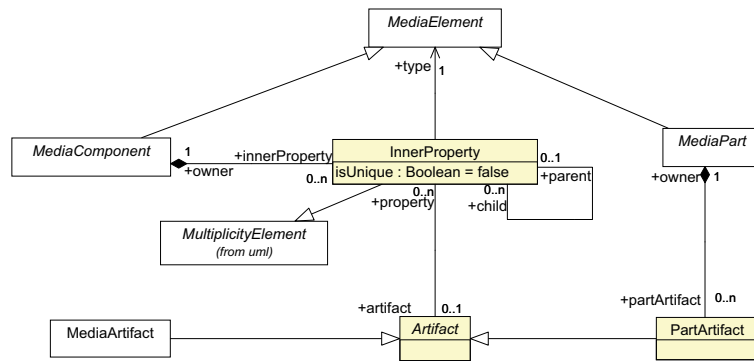 MediaElement
+type
1
MediaComponent
1
+owner
+innerProperty
0..n
InnerProperty
isUnique : Boolean = false
0..1
+parent
0..n
+child
0..n
+property
MediaPart
+owner
1
MultiplicityElement
(from uml)
+artifact
0..1
+partArtifact
0..n
MediaArtifact
Artifact
PartArtifact